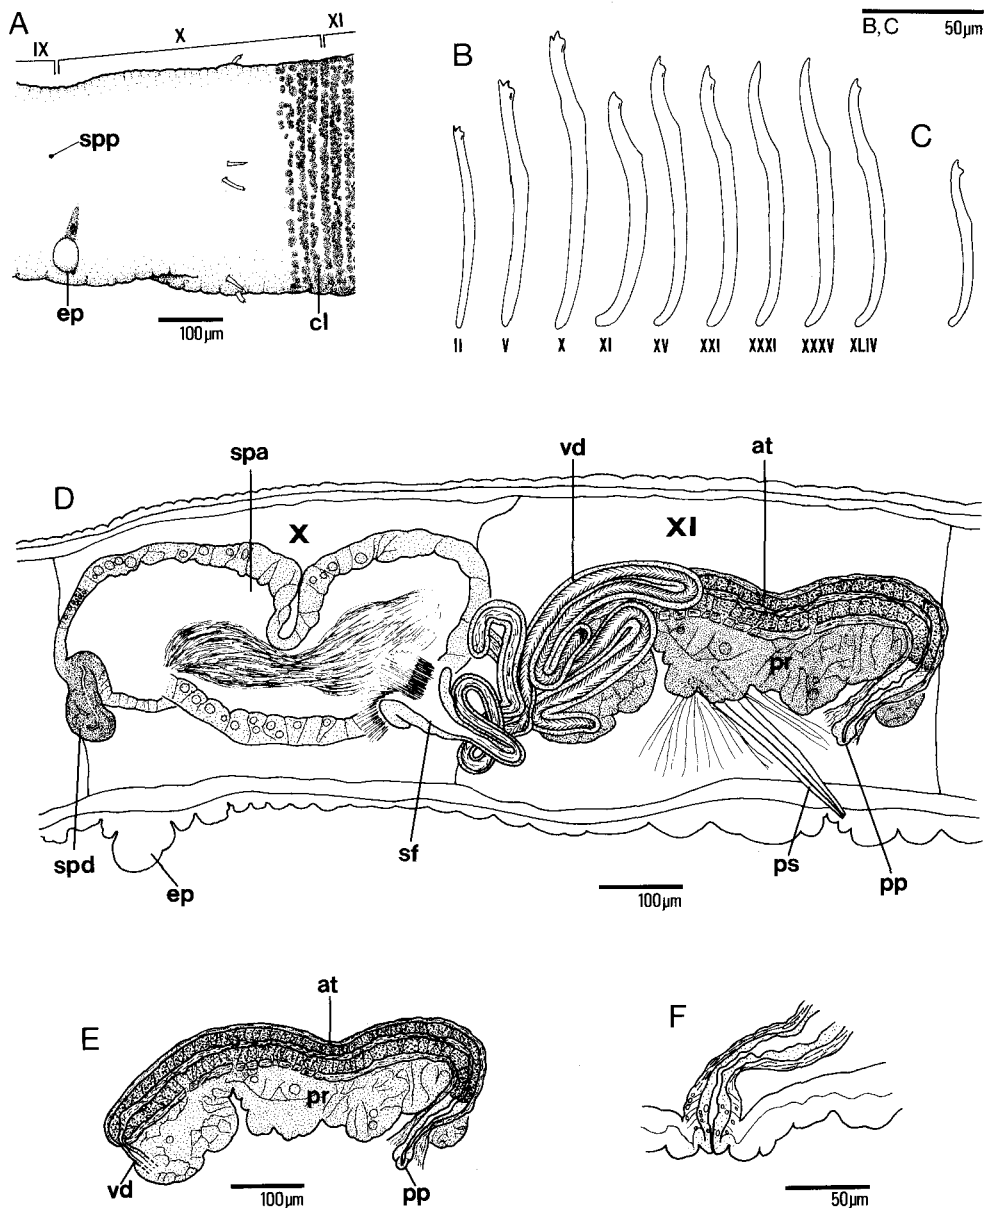 A
IX X XI
spp
ep
cl
100µm
B
B, C 50µm
II V X XI XV XXI XXXI XXXV XLIV
C
D
spa
vd
at
X
XI
pr
spd
ep
sf
ps
pp
100µm
E
at
pr
vd
pp
100µm
F
50µm